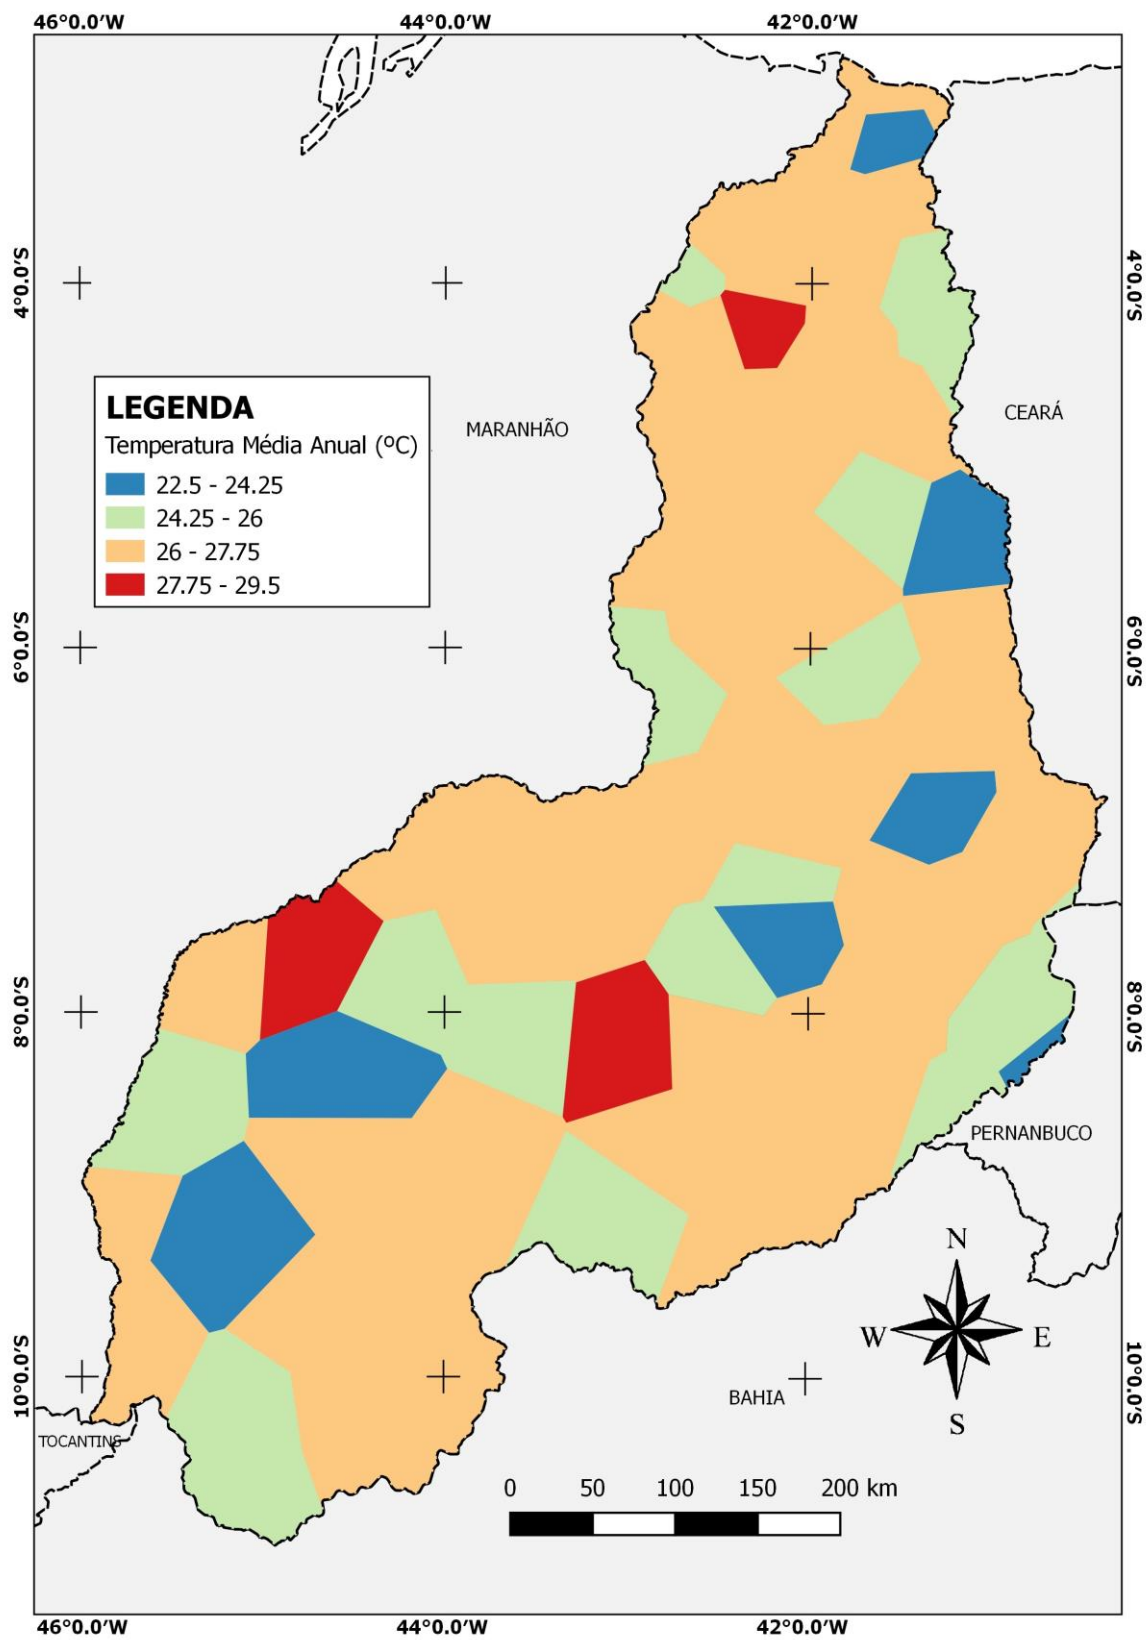 46°0.0'W 44°0.0'W 42°0.0'W
4°0.0'S
4°0.0'S
LEGENDA
Temperatura Média Anual (ºC)
22.5 - 24.25
24.25 - 26
26 - 27.75
27.75 - 29.5
MARANHÃO
CEARÁ
6°0.0'S
6°0.0'S
8°0.0'S
8°0.0'S
PERNANBUCO
N
W E
S
10°0.0'S
10°0.0'S
BAHIA
TOCANTINS
0 50 100 150 200 km
46°0.0'W 44°0.0'W 42°0.0'W